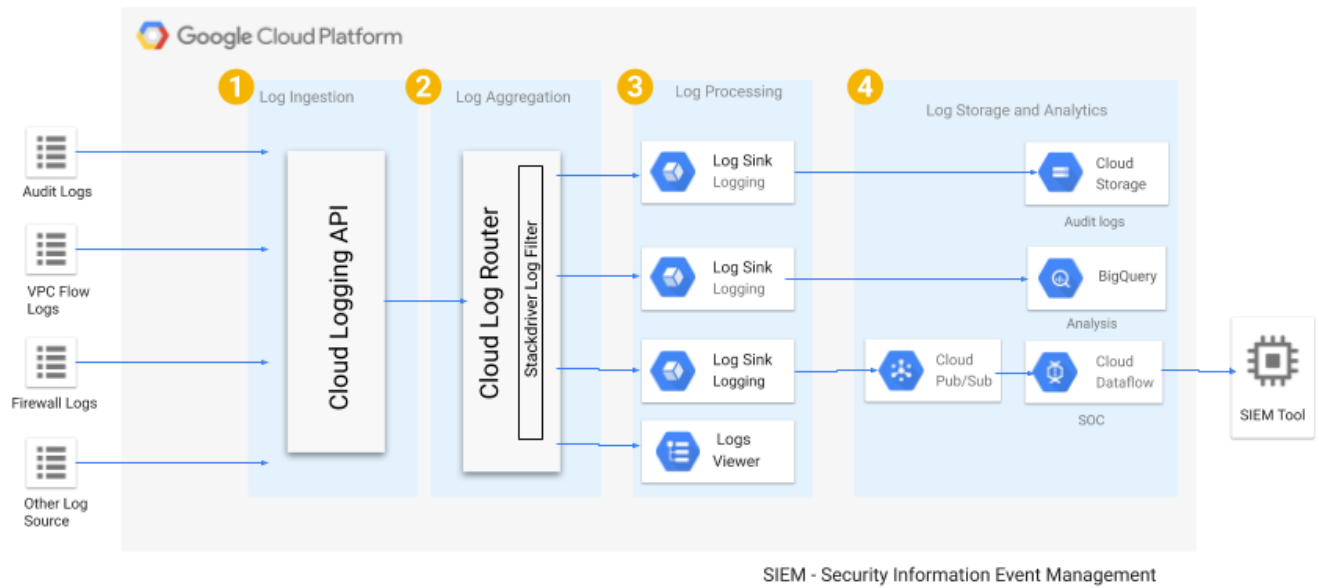 Google Cloud Platform
1
Log Ingestion
2
Log Aggregation
3
Log Processing
4
Log Storage and Analytics
Audit Logs
VPC Flow
Logs
Firewall Logs
Other Log
Source
Cloud Logging API
Cloud Log Router
Stackdriver Log Filter
Log Sink
Logging
Log Sink
Logging
Log Sink
Logging
Logs
Viewer
Cloud
Storage
Audit logs
BigQuery
Analysis
Cloud
Pub/Sub
Cloud
Dataflow
SOC
SIEM Tool
SIEM - Security Information Event Management